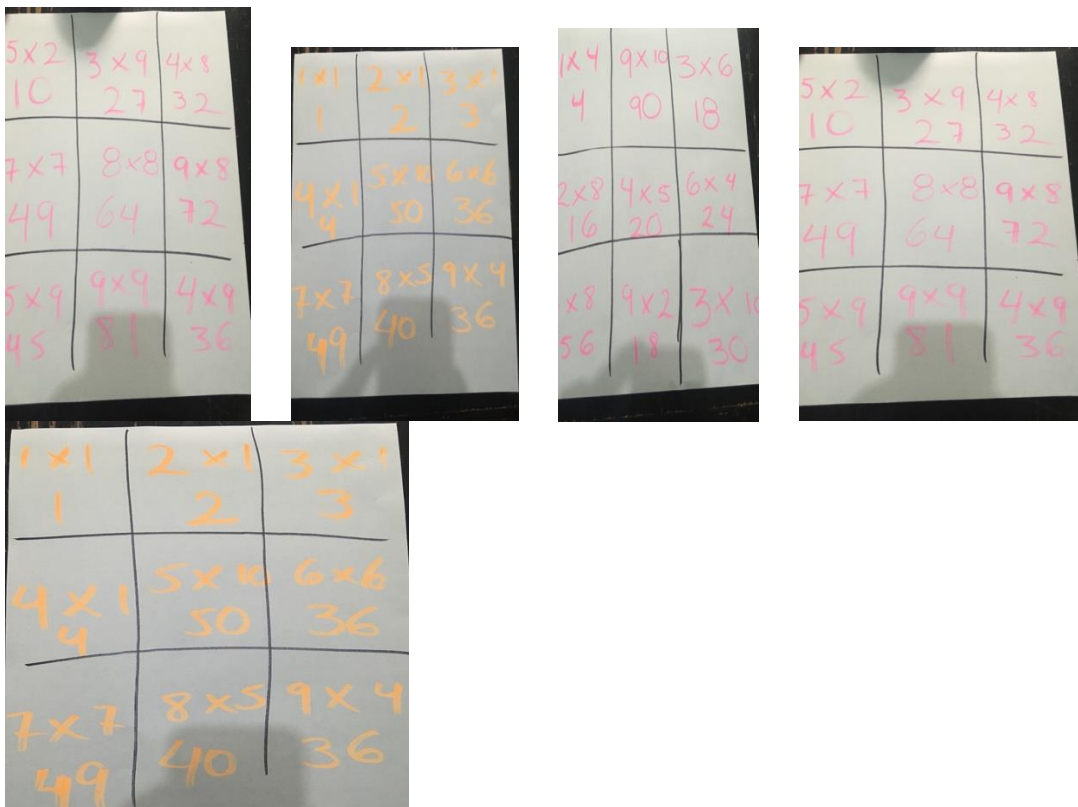 5x2 3x9 4x8
10 27 32
7x7 8x8 9x8
49 64 72
5x9 9x9 4x9
45 81 36
1x1 2x1 3x1
1 2 3
4x1 5x10 6x6
4 50 36
7x7 8x5 9x4
49 40 36
1x4 9x10 3x6
4 90 18
2x8 4x5 6x4
16 20 24
x8 9x2 3x10
56 18 30
5x2 3x9 4x8
10 27 32
7x7 8x8 9x8
49 64 72
5x9 9x9 4x9
45 81 36
1x1 2x1 3x1
1 2 3
4x1 5x10 6x6
4 50 36
7x7 8x5 9x4
49 40 36